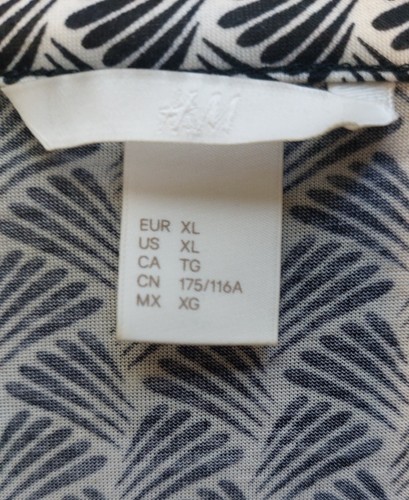 H&M
EUR XL
US XL
CA TG
CN 175/116A
MX XG